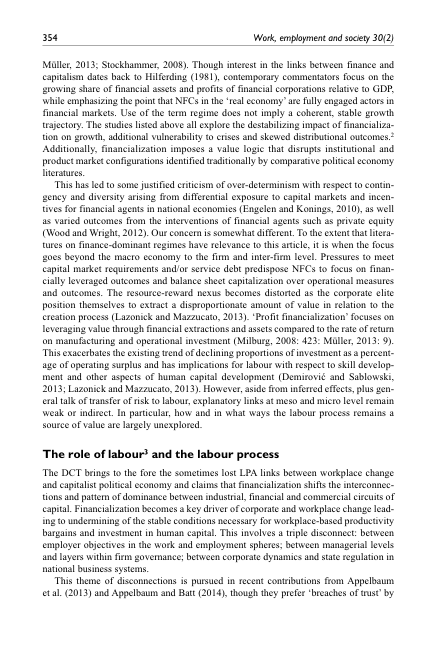 354
Work, employment and society 30(2)
Müller, 2013; Stockhammer, 2008). Though interest in the links between finance and
capitalism dates back to Hilferding (1981), contemporary commentators focus on the
growing share of financial assets and profits of financial corporations relative to GDP,
while emphasizing the point that NFCs in the ‘real economy’ are fully engaged actors in
financial markets. Use of the term regime does not imply a coherent, stable growth
trajectory. The studies listed above all explore the destabilizing impact of financializa-
tion on growth, additional vulnerability to crises and skewed distributional outcomes.²
Additionally, financialization imposes a value logic that disrupts institutional and
product market configurations identified traditionally by comparative political economy
literatures.
This has led to some justified criticism of over-determinism with respect to contin-
gency and diversity arising from differential exposure to capital markets and incen-
tives for financial agents in national economies (Engelen and Konings, 2010), as well
as varied outcomes from the interventions of financial agents such as private equity
(Wood and Wright, 2012). Our concern is somewhat different. To the extent that litera-
tures on finance-dominant regimes have relevance to this article, it is when the focus
goes beyond the macro economy to the firm and inter-firm level. Pressures to meet
capital market requirements and/or service debt predispose NFCs to focus on finan-
cially leveraged outcomes and balance sheet capitalization over operational measures
and outcomes. The resource-reward nexus becomes distorted as the corporate elite
position themselves to extract a disproportionate amount of value in relation to the
creation process (Lazonick and Mazzucato, 2013). ‘Profit financialization’ focuses on
leveraging value through financial extractions and assets compared to the rate of return
on manufacturing and operational investment (Milburg, 2008: 423: Müller, 2013: 9).
This exacerbates the existing trend of declining proportions of investment as a percent-
age of operating surplus and has implications for labour with respect to skill develop-
ment and other aspects of human capital development (Demirović and Sablowski,
2013; Lazonick and Mazzucato, 2013). However, aside from inferred effects, plus gen-
eral talk of transfer of risk to labour, explanatory links at meso and micro level remain
weak or indirect. In particular, how and in what ways the labour process remains a
source of value are largely unexplored.
The role of labour³ and the labour process
The DCT brings to the fore the sometimes lost LPA links between workplace change
and capitalist political economy and claims that financialization shifts the interconnec-
tions and pattern of dominance between industrial, financial and commercial circuits of
capital. Financialization becomes a key driver of corporate and workplace change lead-
ing to undermining of the stable conditions necessary for workplace-based productivity
bargains and investment in human capital. This involves a triple disconnect: between
employer objectives in the work and employment spheres; between managerial levels
and layers within firm governance; between corporate dynamics and state regulation in
national business systems.
This theme of disconnections is pursued in recent contributions from Appelbaum
et al. (2013) and Appelbaum and Batt (2014), though they prefer ‘breaches of trust’ by